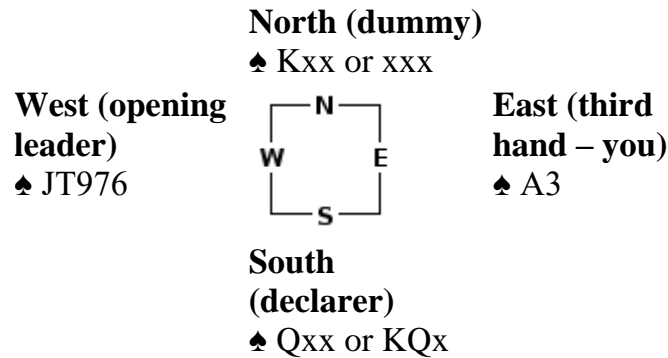 North (dummy)
♠ Kxx or xxx
West (opening
leader)
♠ JT976
N
W
E
S
East (third
hand – you)
♠ A3
South
(declarer)
♠ Qxx or KQx